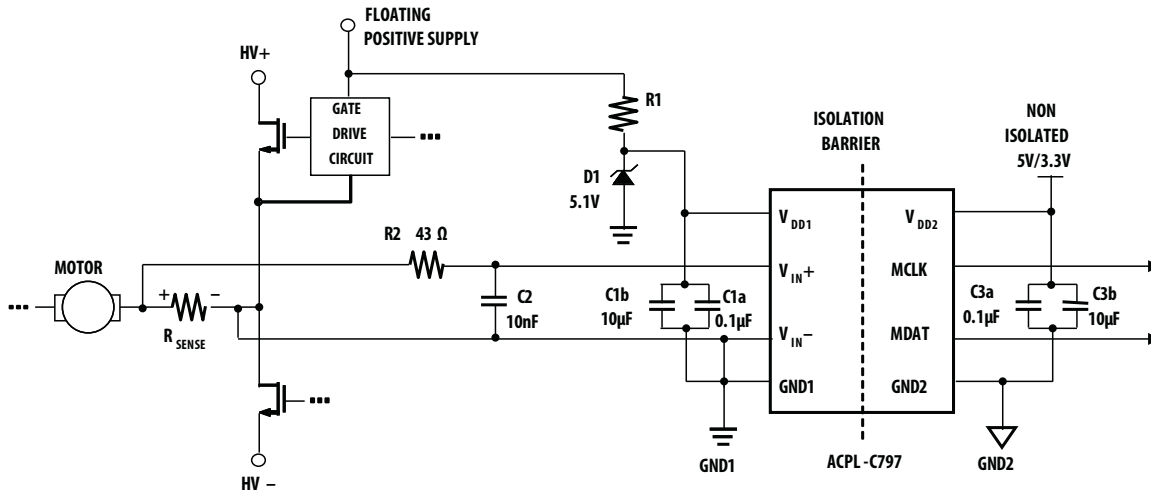 FLOATING
POSITIVE SUPPLY
HV+
GATE
DRIVE
CIRCUIT
R1
D1
5.1V
ISOLATION
BARRIER
NON
ISOLATED
5V/3.3V
R2 43 Ω
MOTOR
+ −
R SENSE
C2
10nF
C1b
10µF
C1a
0.1µF
VDD1
VIN+
VIN−
GND1
VDD2
MCLK
MDAT
GND2
C3a
0.1µF
C3b
10µF
HV −
GND1
ACPL-C797
GND2